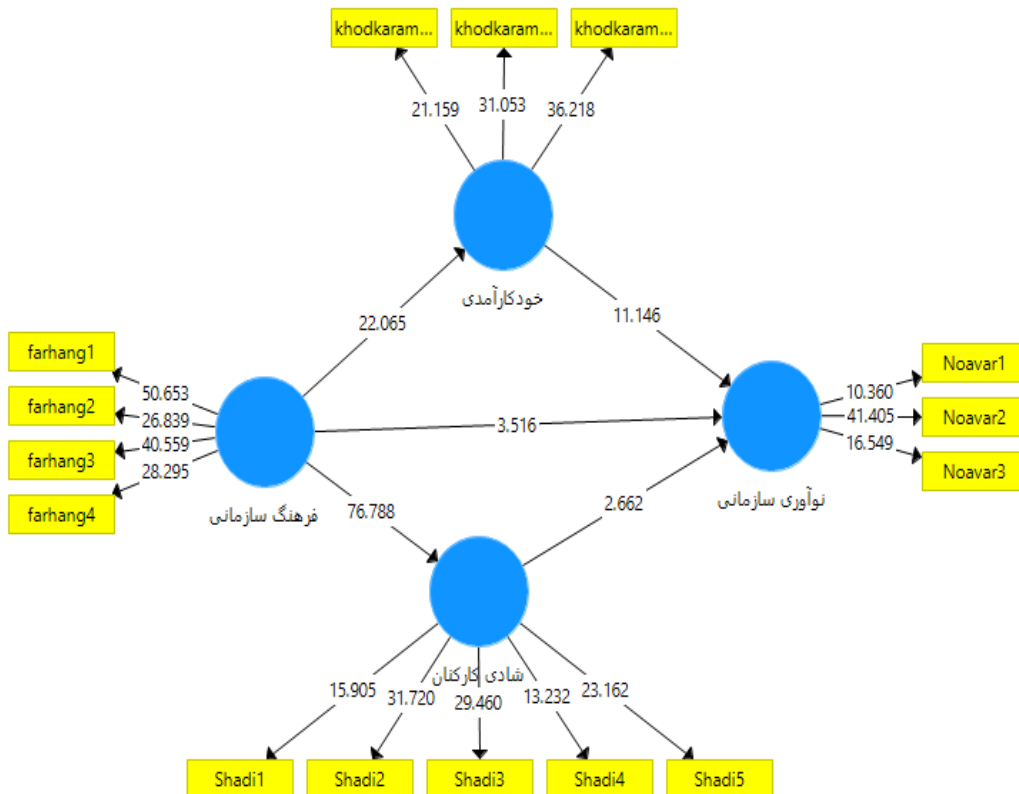 khodkaram... khodkaram... khodkaram...
21.159 31.053 36.218
خودکارآمدی
22.065
11.146
farhang1
farhang2
farhang3
farhang4
50.653
26.839
40.559
28.295
فرهنگ سازمانی
3.516
76.788
2.662
10.360
41.405
16.549
Noavar1
Noavar2
Noavar3
نوآوری سازمانی
شادی کارکنان
15.905 31.720 29.460 13.232 23.162
Shadi1 Shadi2 Shadi3 Shadi4 Shadi5